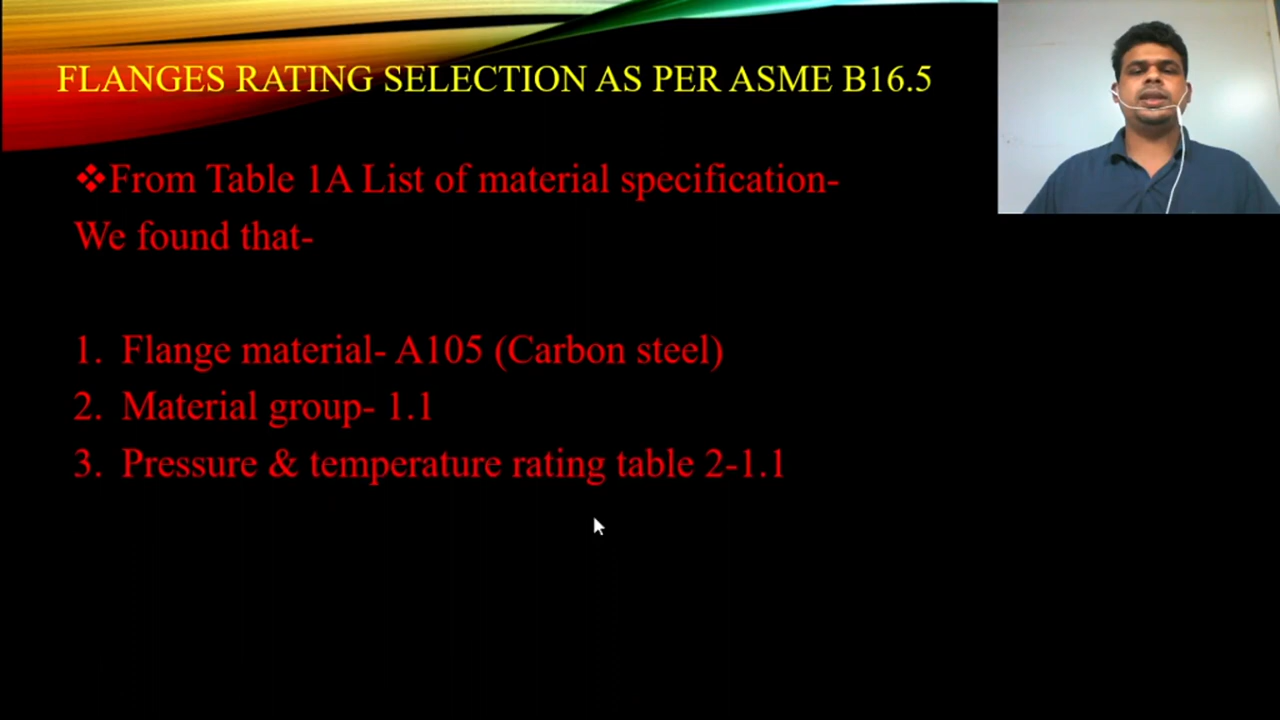 FLANGES RATING SELECTION AS PER ASME B16.5
❖From Table 1A List of material specification-
We found that-
1. Flange material- A105 (Carbon steel)
2. Material group- 1.1
3. Pressure & temperature rating table 2-1.1